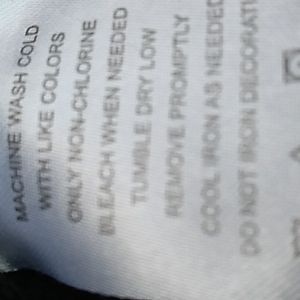 MACHINE WASH COLD
WITH LIKE COLORS
ONLY NON-CHLORINE
BLEACH WHEN NEEDED
TUMBLE DRY LOW
REMOVE PROMPTLY
COOL IRON AS NEEDED
DO NOT IRON DECORATI